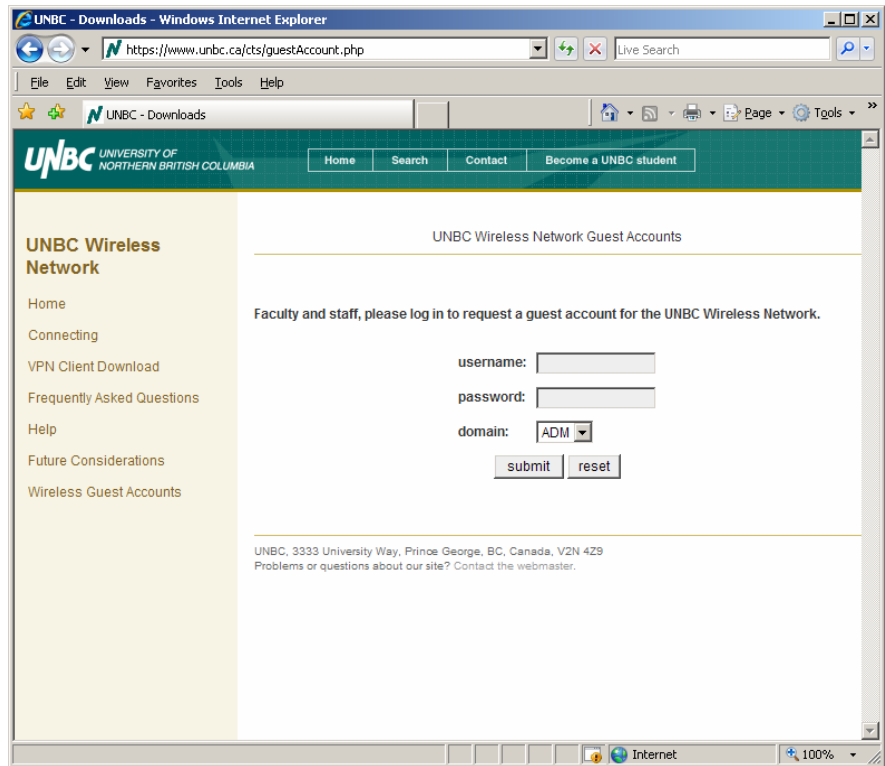 UNBC - Downloads - Windows Internet Explorer
https://www.unbc.ca/cts/guestAccount.php
Live Search
File Edit View Favorites Tools Help
UNBC - Downloads
Page Tools »
UNBC UNIVERSITY OF
NORTHERN BRITISH COLUMBIA
Home Search Contact Become a UNBC student
UNBC Wireless
Network
Home
Connecting
VPN Client Download
Frequently Asked Questions
Help
Future Considerations
Wireless Guest Accounts
UNBC Wireless Network Guest Accounts
Faculty and staff, please log in to request a guest account for the UNBC Wireless Network.
username:
password:
domain: ADM
submit reset
UNBC, 3333 University Way, Prince George, BC, Canada, V2N 4Z9
Problems or questions about our site? Contact the webmaster.
Internet 100%